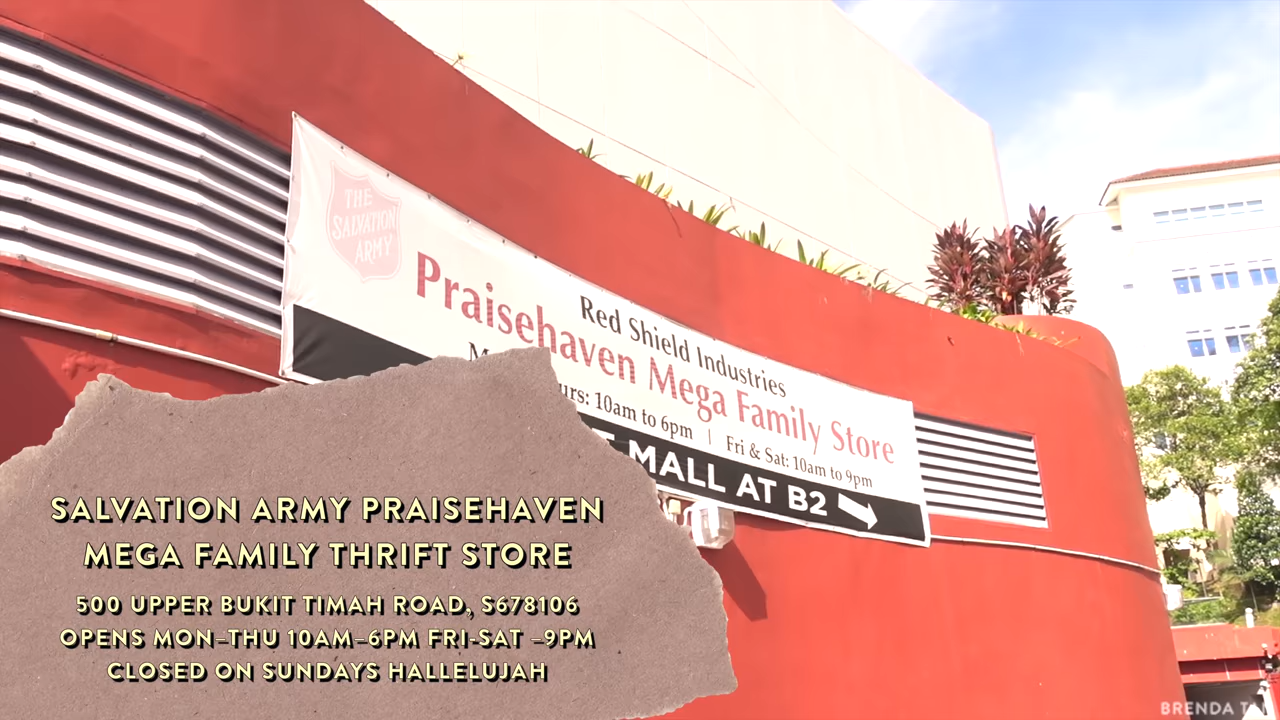 THE
SALVATION
ARMY
Red Shield Industries
Praisehaven Mega Family Store
urs: 10am to 6pm | Fri & Sat: 10am to 9pm
MALL AT B2
SALVATION ARMY PRAISEHAVEN
MEGA FAMILY THRIFT STORE
500 UPPER BUKIT TIMAH ROAD, S678106
OPENS MON–THU 10AM–6PM FRI-SAT –9PM
CLOSED ON SUNDAYS HALLELUJAH
BRENDA